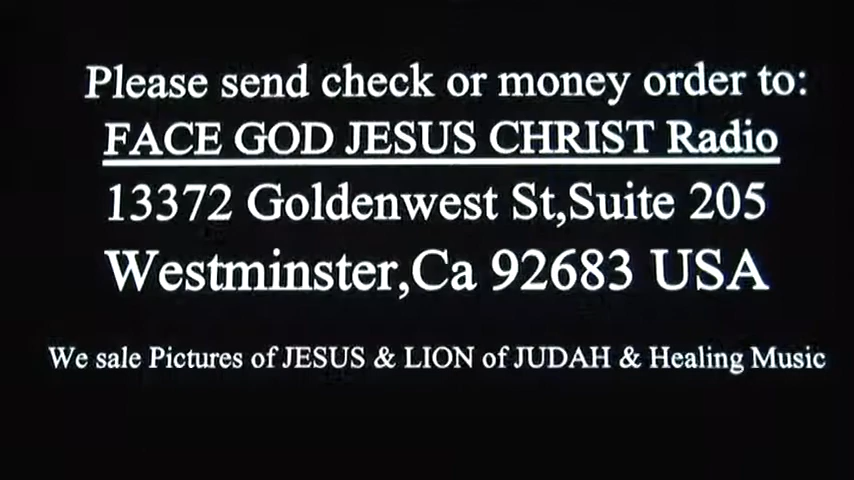 Please send check or money order to:
FACE GOD JESUS CHRIST Radio
13372 Goldenwest St,Suite 205
Westminster,Ca 92683 USA
We sale Pictures of JESUS & LION of JUDAH & Healing Music